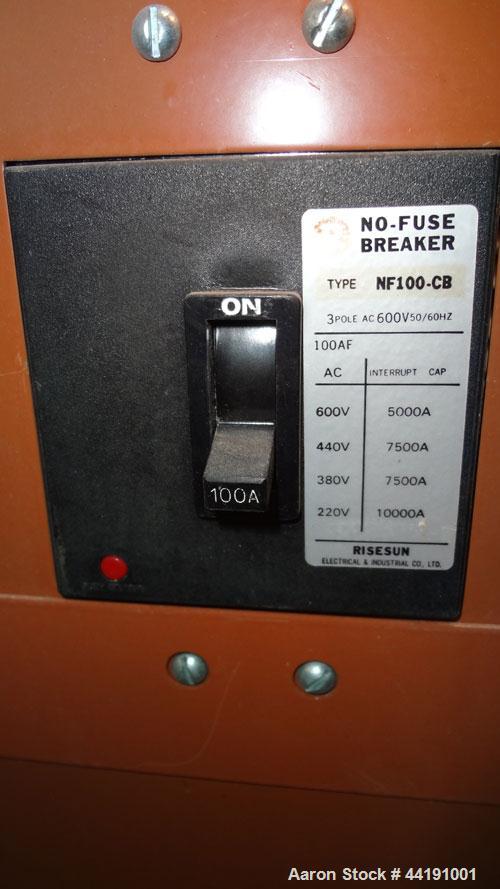 NO-FUSE
BREAKER
TYPE NF100-CB
3POLE AC 600V 50/60HZ
100AF
AC INTERRUPT CAP
600V 5000A
440V 7500A
380V 7500A
220V 10000A
RISESUN
ELECTRICAL & INDUSTRIAL CO., LTD.
ON
100A
Aaron Stock # 44191001